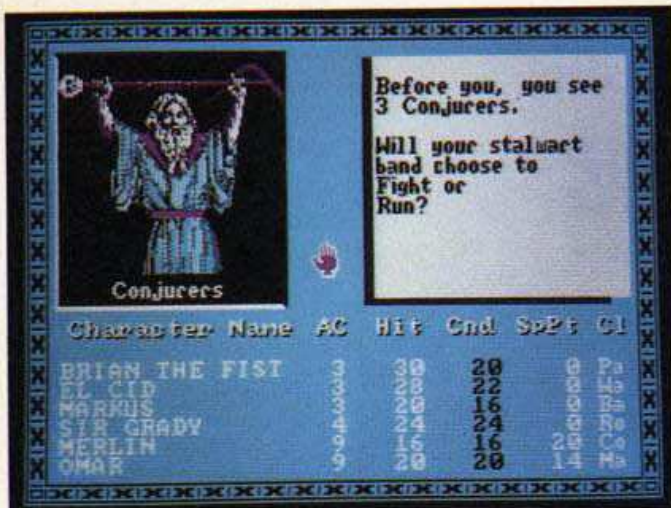 Before you, you see
3 Conjurers.
Will your stalwart
band choose to
Fight or
Run?
Conjurers
Character Name AC Hit Cnd SpPt Cl
BRIAN THE FIST 3 30 20 0 Pa
EL CID 3 28 22 0 Wa
MARKUS 3 20 16 0 Ba
SIR GRADY 4 24 24 0 Ro
MERLIN 9 16 16 20 Co
OMAR 9 20 20 14 Ma